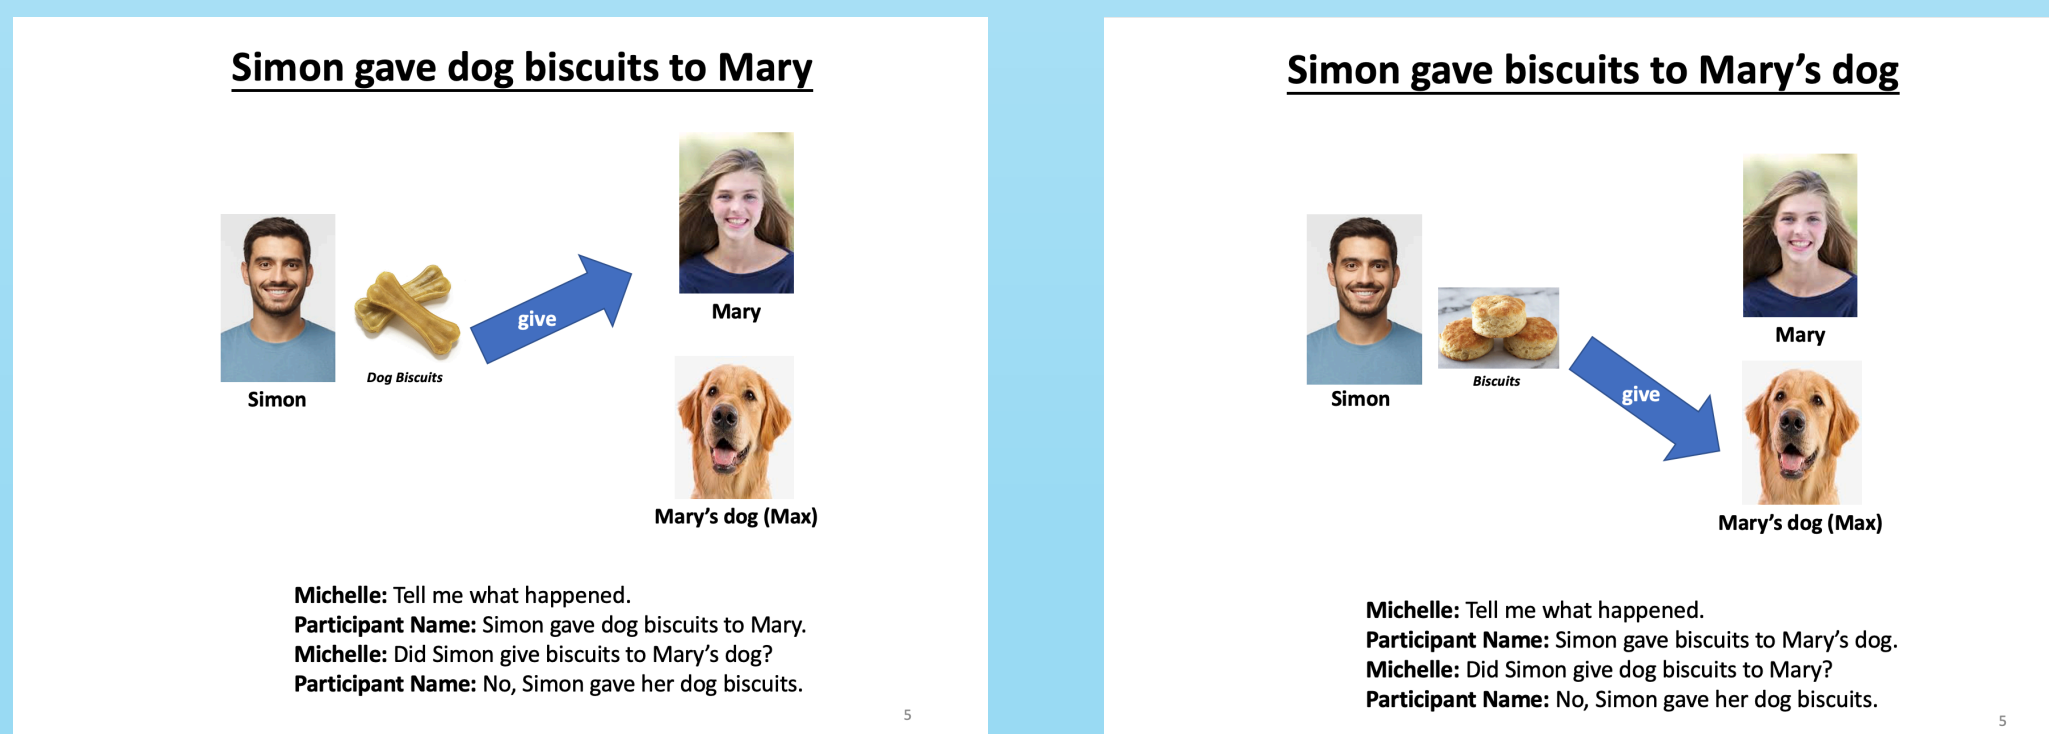 Simon gave dog biscuits to Mary
give
Mary
Dog Biscuits
Simon
Mary’s dog (Max)
Michelle: Tell me what happened.
Participant Name: Simon gave dog biscuits to Mary.
Michelle: Did Simon give biscuits to Mary’s dog?
Participant Name: No, Simon gave her dog biscuits.
5
Simon gave biscuits to Mary’s dog
Mary
Biscuits
give
Simon
Mary’s dog (Max)
Michelle: Tell me what happened.
Participant Name: Simon gave biscuits to Mary’s dog.
Michelle: Did Simon give dog biscuits to Mary?
Participant Name: No, Simon gave her dog biscuits.
5